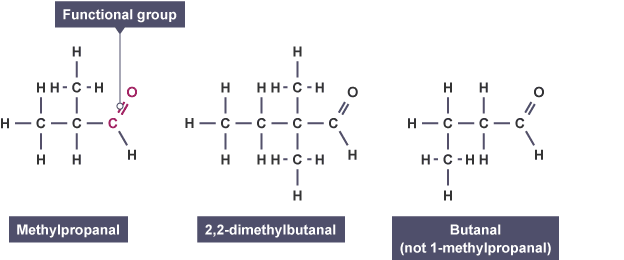 Functional group
H H
H H-C-H O H H H-C-H O H H O
H-C-C-C H-C-C-C-C H-C-C-C
H H H H H H-C-H H H-C-H H H
H H
Methylpropanal
2,2-dimethylbutanal
Butanal
(not 1-methylpropanal)